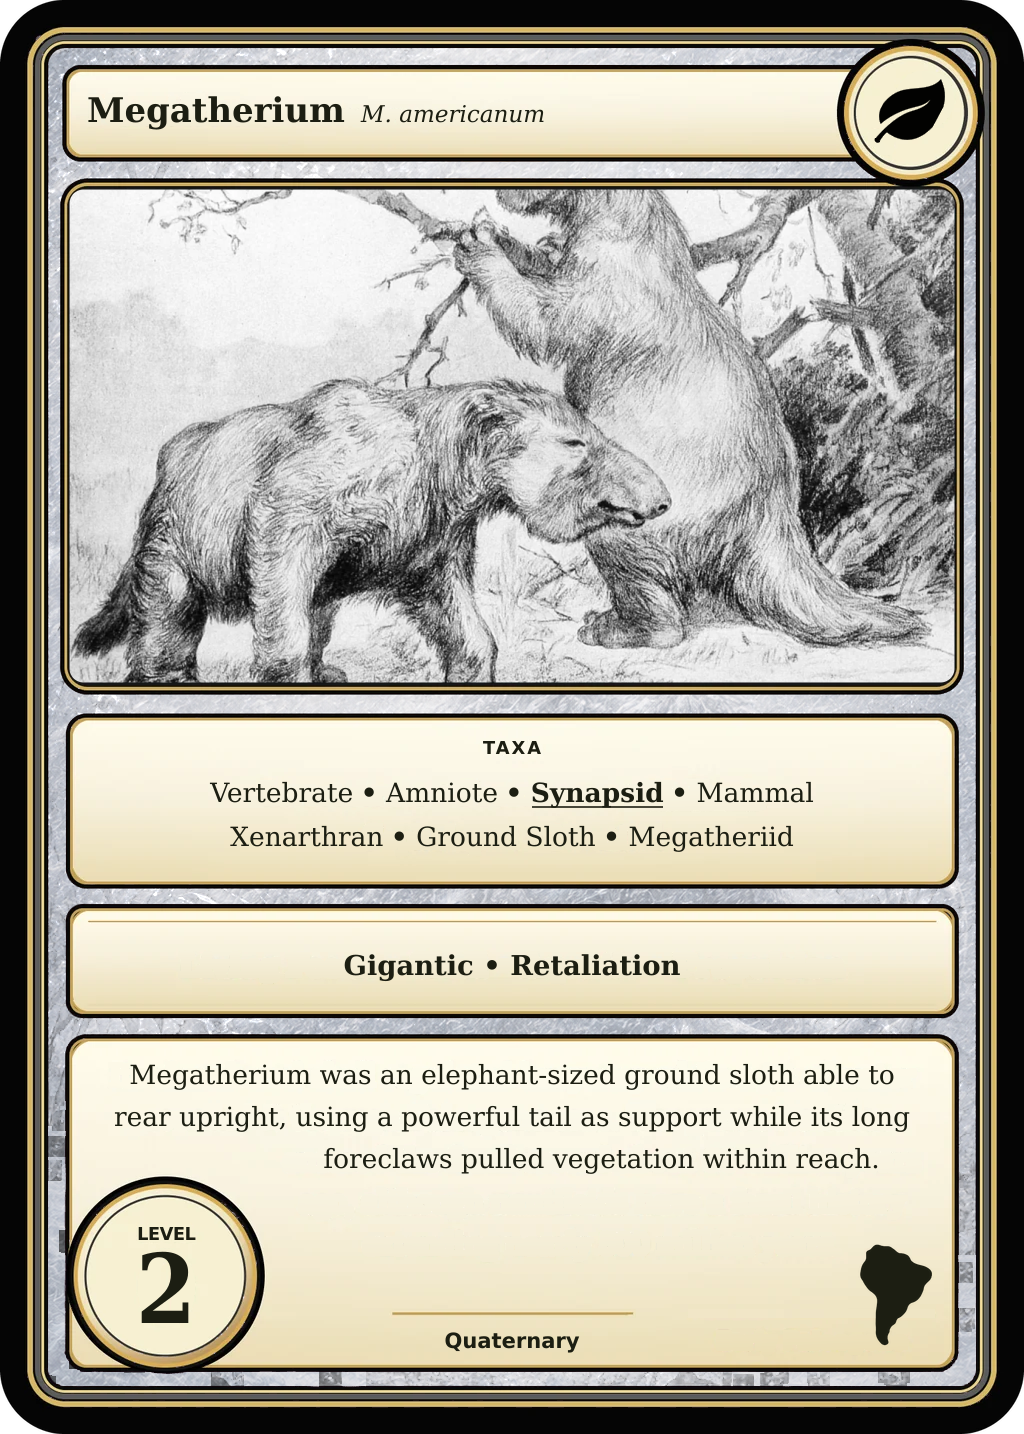 Megatherium M. americanum
TAXA
Vertebrate • Amniote • Synapsid • Mammal
Xenarthran • Ground Sloth • Megatheriid
Gigantic • Retaliation
Megatherium was an elephant-sized ground sloth able to
rear upright, using a powerful tail as support while its long
foreclaws pulled vegetation within reach.
LEVEL
2
Quaternary